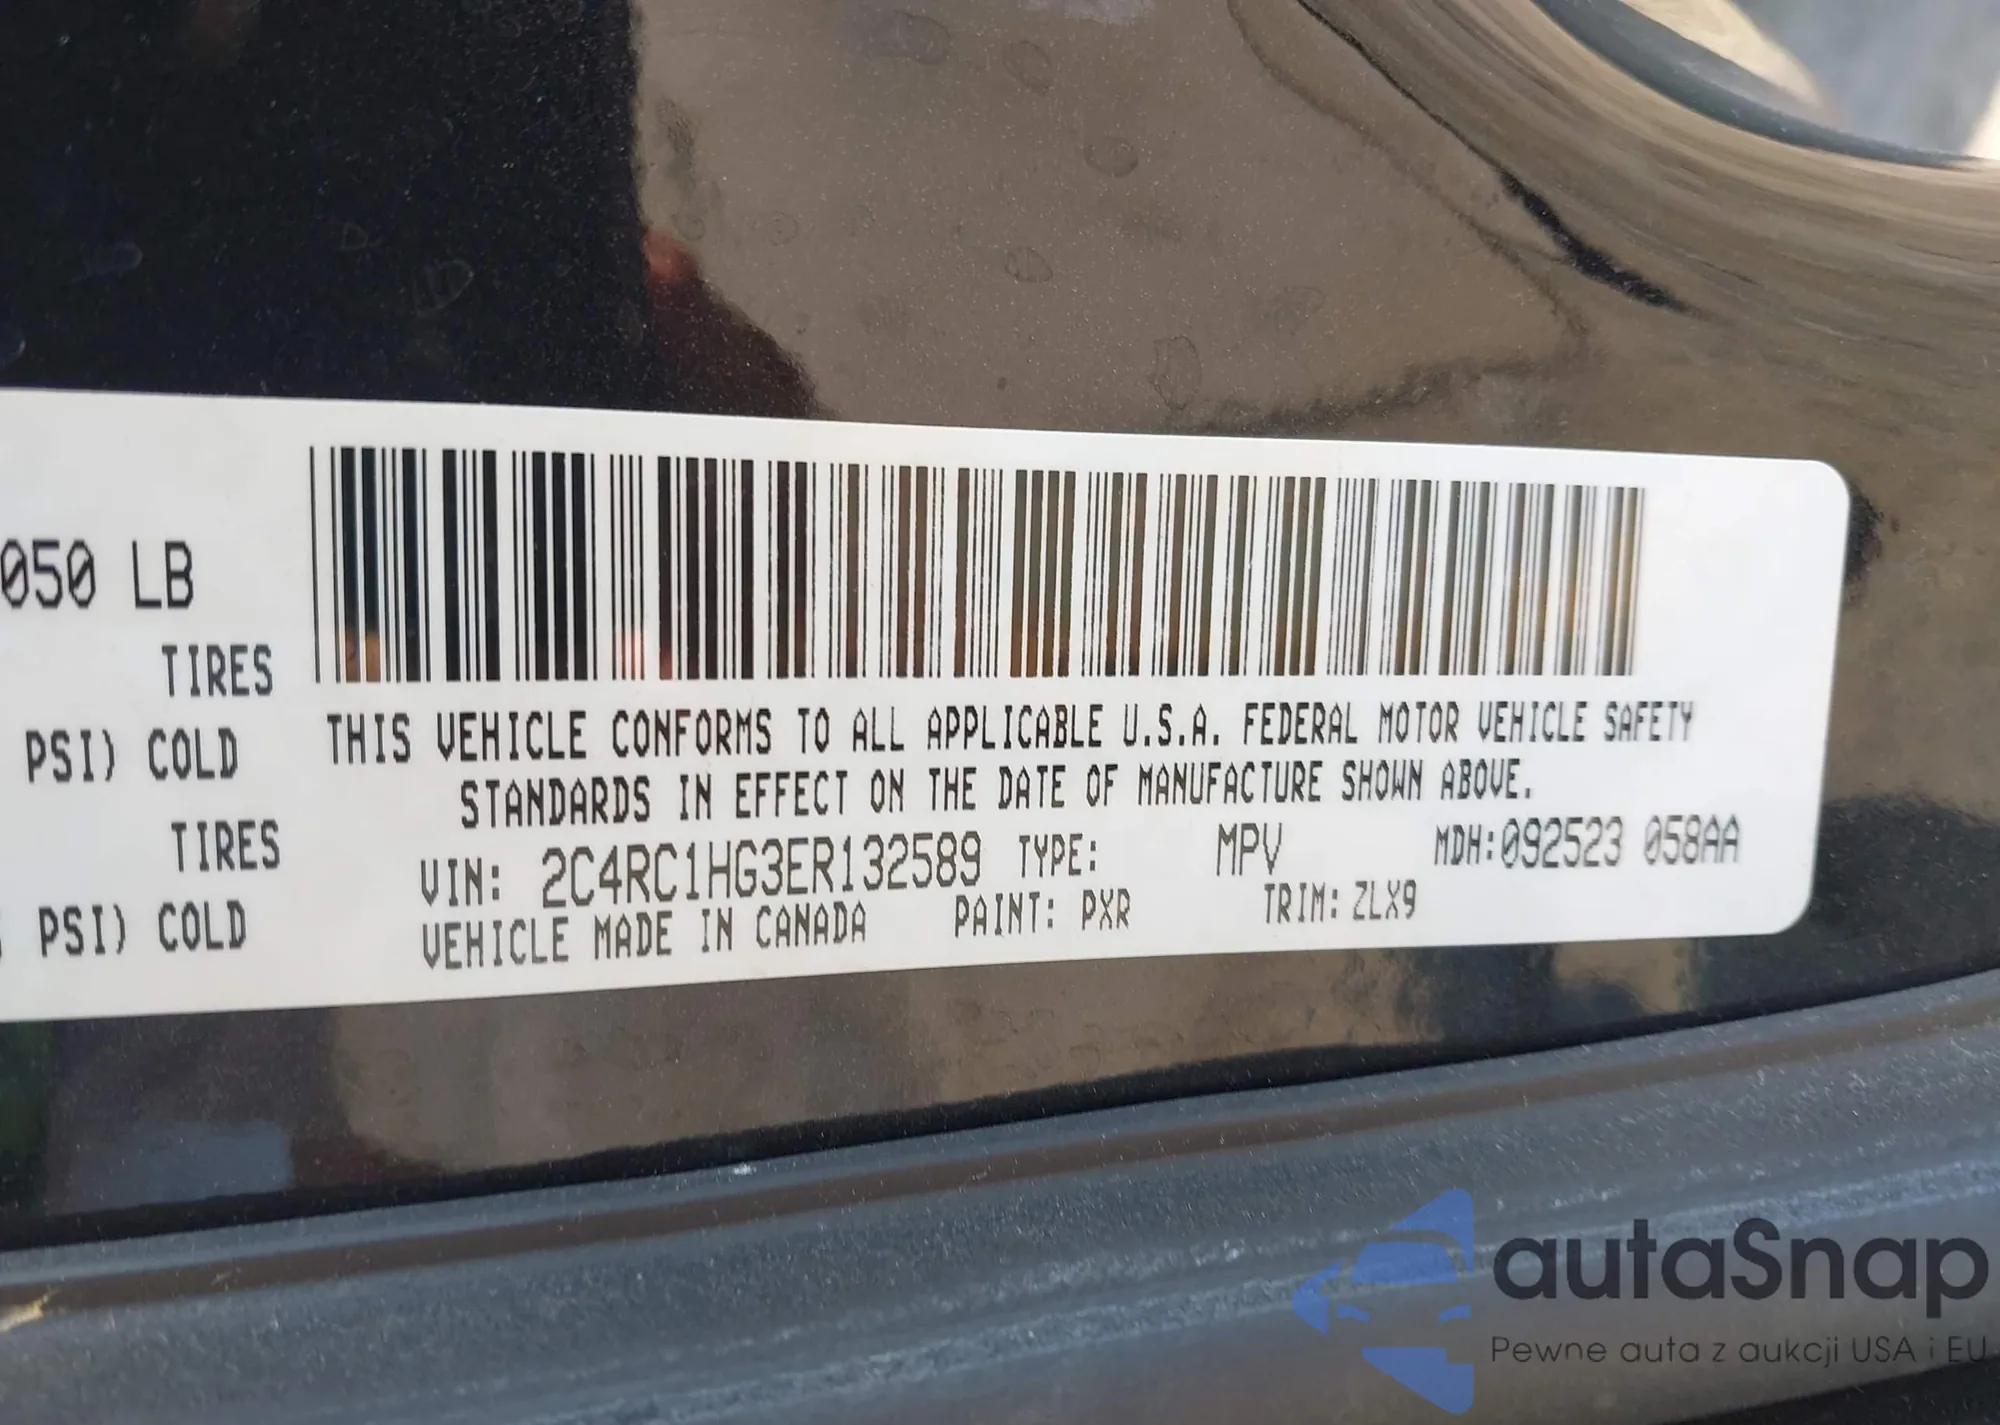 050 LB
TIRES
PSI) COLD
TIRES
PSI) COLD
THIS VEHICLE CONFORMS TO ALL APPLICABLE U.S.A. FEDERAL MOTOR VEHICLE SAFETY
STANDARDS IN EFFECT ON THE DATE OF MANUFACTURE SHOWN ABOVE.
VIN: 2C4RC1HG3ER132589 TYPE: MPV MDH:092523 058AA
VEHICLE MADE IN CANADA PAINT: PXR TRIM: ZLX9
autaSnap
Pewne auta z aukcji USA i EU